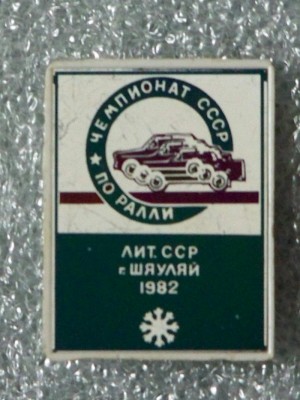 ЧЕМПИОНАТ СССР
ПО РАЛЛИ
ЛИТ. ССР
г. ШЯУЛЯЙ
1982